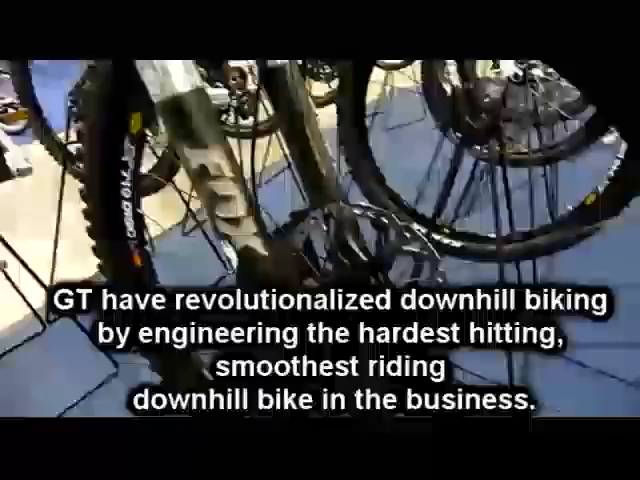 GT have revolutionalized downhill biking
by engineering the hardest hitting,
smoothest riding
downhill bike in the business.